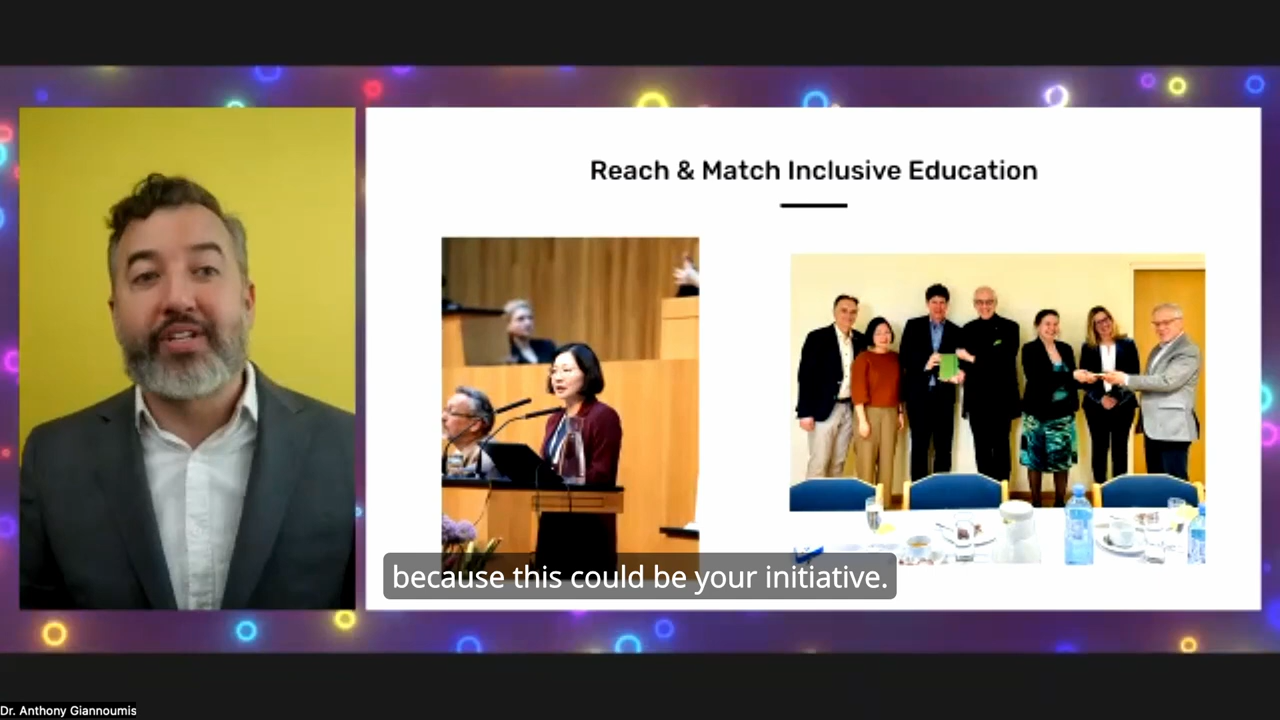 Reach & Match Inclusive Education
because this could be your initiative.
Dr. Anthony Giannoumis